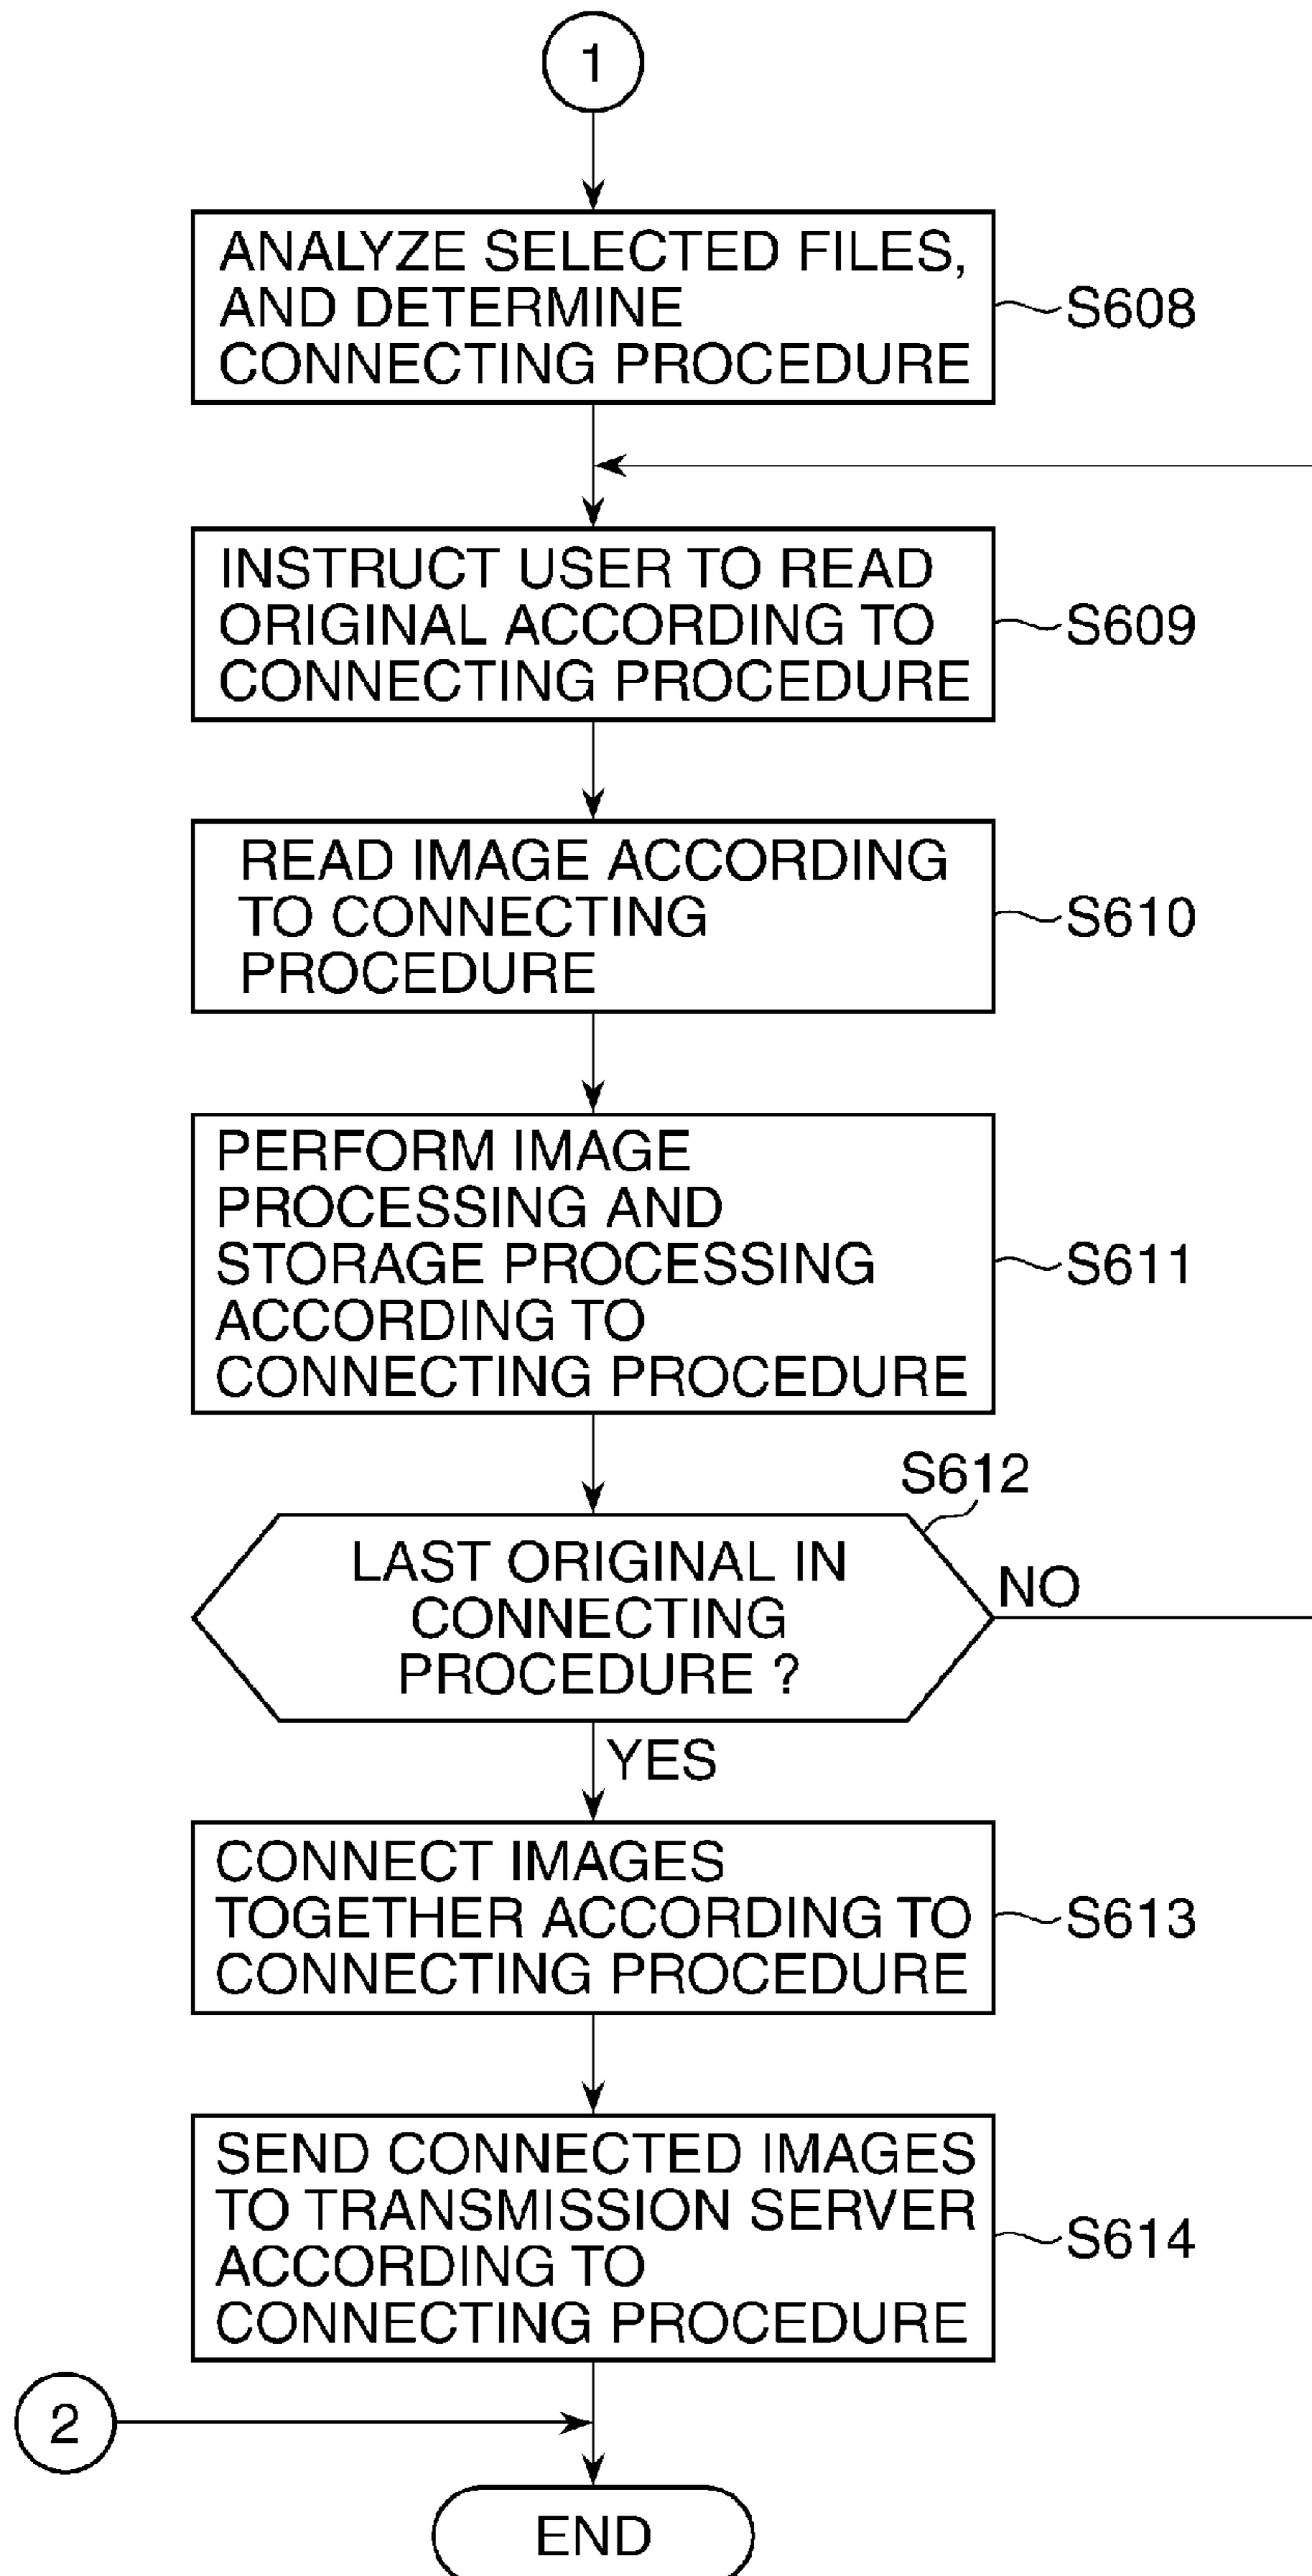 1
ANALYZE SELECTED FILES,
AND DETERMINE
CONNECTING PROCEDURE
S608
INSTRUCT USER TO READ
ORIGINAL ACCORDING TO
CONNECTING PROCEDURE
S609
READ IMAGE ACCORDING
TO CONNECTING
PROCEDURE
S610
PERFORM IMAGE
PROCESSING AND
STORAGE PROCESSING
ACCORDING TO
CONNECTING PROCEDURE
S611
S612
LAST ORIGINAL IN
CONNECTING
PROCEDURE ?
NO
YES
CONNECT IMAGES
TOGETHER ACCORDING TO
CONNECTING PROCEDURE
S613
SEND CONNECTED IMAGES
TO TRANSMISSION SERVER
ACCORDING TO
CONNECTING PROCEDURE
S614
2
END